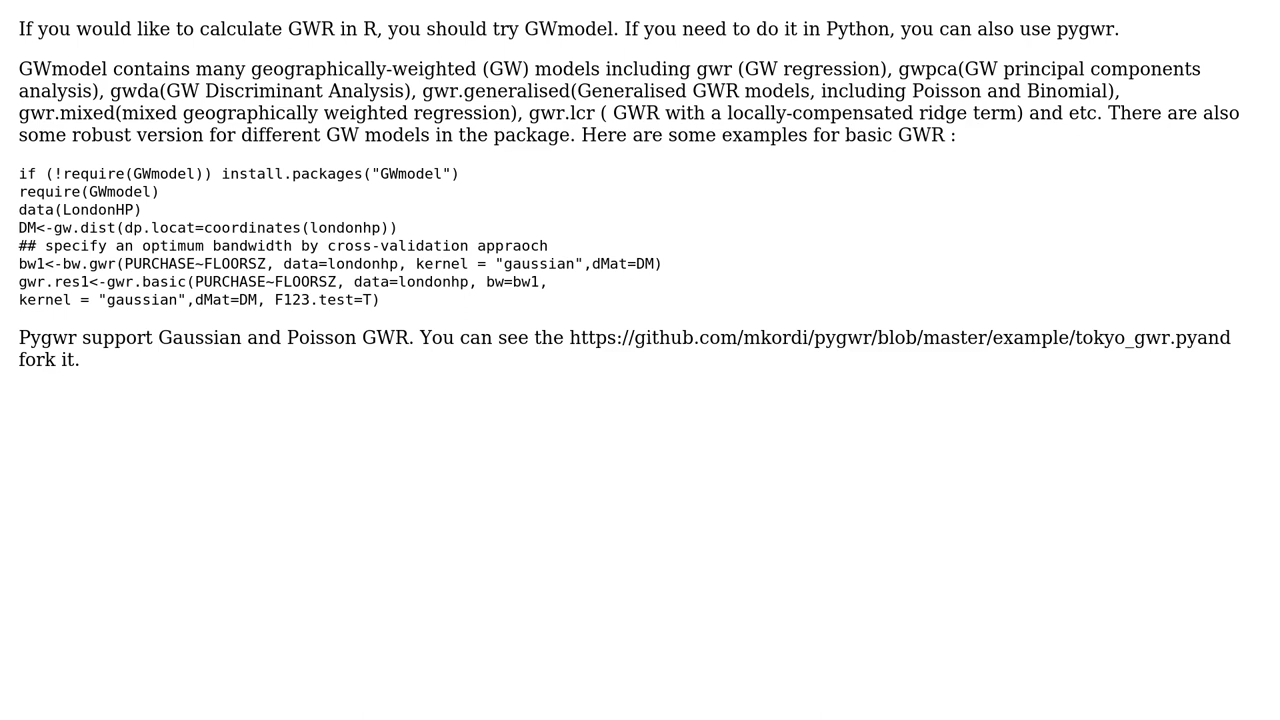 If you would like to calculate GWR in R, you should try GWmodel. If you need to do it in Python, you can also use pygwr.
GWmodel contains many geographically-weighted (GW) models including gwr (GW regression), gwpca(GW principal components
analysis), gwda(GW Discriminant Analysis), gwr.generalised(Generalised GWR models, including Poisson and Binomial),
gwr.mixed(mixed geographically weighted regression), gwr.lcr ( GWR with a locally-compensated ridge term) and etc. There are also
some robust version for different GW models in the package. Here are some examples for basic GWR :
if (!require(GWmodel)) install.packages("GWmodel")
require(GWmodel)
data(LondonHP)
DM<-gw.dist(dp.locat=coordinates(londonhp))
## specify an optimum bandwidth by cross-validation appraoch
bw1<-bw.gwr(PURCHASE~FLOORSZ, data=londonhp, kernel = "gaussian",dMat=DM)
gwr.res1<-gwr.basic(PURCHASE~FLOORSZ, data=londonhp, bw=bw1,
kernel = "gaussian",dMat=DM, F123.test=T)
Pygwr support Gaussian and Poisson GWR. You can see the https://github.com/mkordi/pygwr/blob/master/example/tokyo_gwr.pyand
fork it.